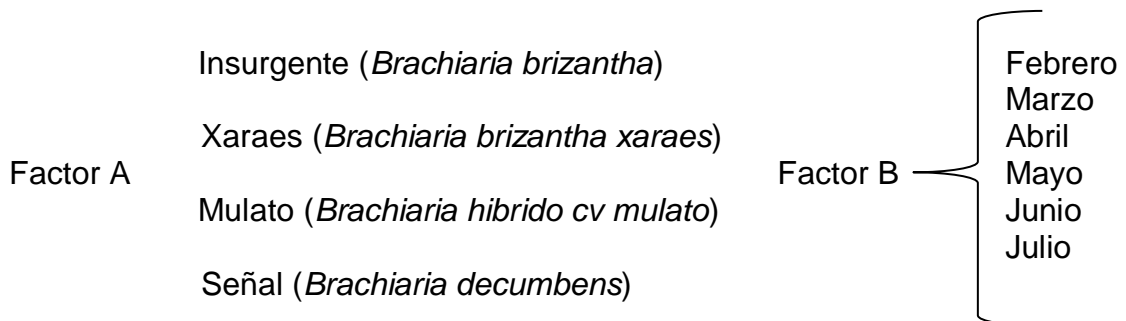 Insurgente (Brachiaria brizantha)
Xaraes (Brachiaria brizantha xaraes)
Factor A
Mulato (Brachiaria hibrido cv mulato)
Señal (Brachiaria decumbens)
Factor B
Febrero
Marzo
Abril
Mayo
Junio
Julio